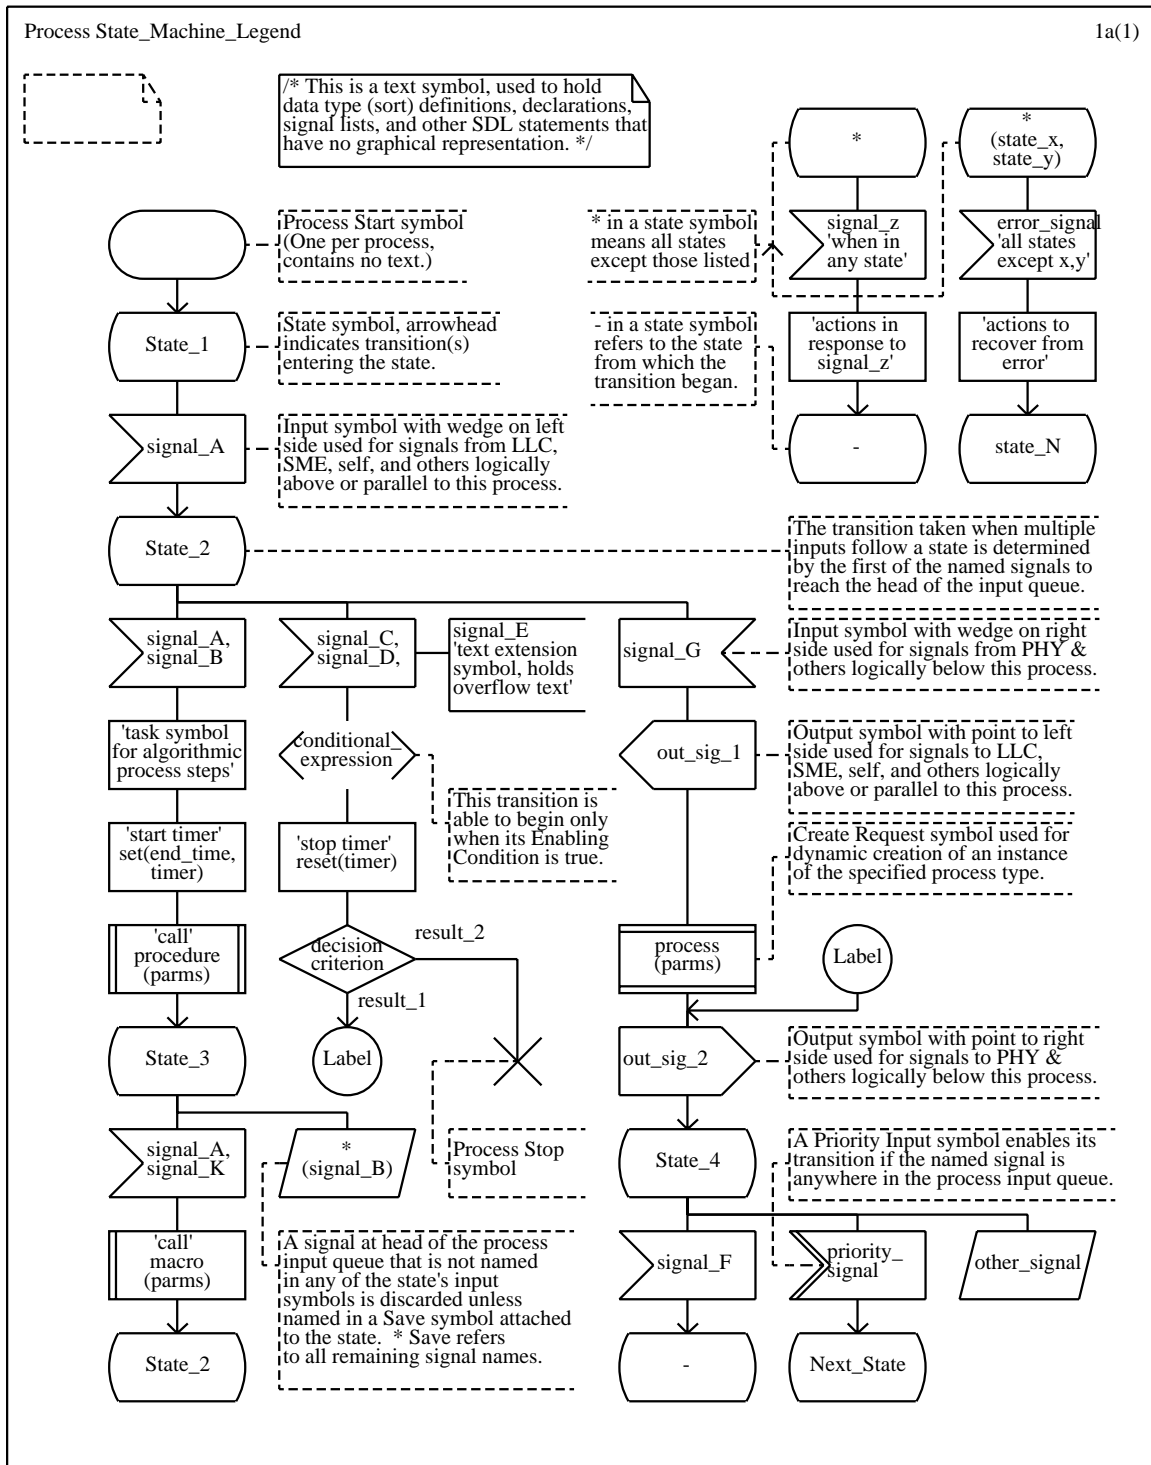 Process State_Machine_Legend
1a(1)
/* This is a text symbol, used to hold
data type (sort) definitions, declarations,
signal lists, and other SDL statements that
have no graphical representation. */
*
*
(state_x,
state_y)
Process Start symbol
(One per process,
contains no text.)
* in a state symbol
means all states
except those listed
signal_z
'when in
any state'
error_signal
'all states
except x,y'
State_1
State symbol, arrowhead
indicates transition(s)
entering the state.
- in a state symbol
refers to the state
from which the
transition began.
'actions in
response to
signal_z'
'actions to
recover from
error'
signal_A
Input symbol with wedge on left
side used for signals from LLC,
SME, self, and others logically
above or parallel to this process.
-
state_N
State_2
The transition taken when multiple
inputs follow a state is determined
by the first of the named signals to
reach the head of the input queue.
signal_A,
signal_B
signal_C,
signal_D,
signal_E
'text extension
symbol, holds
overflow text'
signal_G
Input symbol with wedge on right
side used for signals from PHY &
others logically below this process.
'task symbol
for algorithmic
process steps'
conditional_
expression
out_sig_1
Output symbol with point to left
side used for signals to LLC,
SME, self, and others logically
above or parallel to this process.
This transition is
able to begin only
when its Enabling
Condition is true.
'start timer'
set(end_time,
timer)
'stop timer'
reset(timer)
Create Request symbol used for
dynamic creation of an instance
of the specified process type.
'call'
procedure
(parms)
decision
criterion
result_2
result_1
process
(parms)
Label
State_3
Label
out_sig_2
Output symbol with point to right
side used for signals to PHY &
others logically below this process.
signal_A,
signal_K
*
(signal_B)
Process Stop
symbol
State_4
A Priority Input symbol enables its
transition if the named signal is
anywhere in the process input queue.
'call'
macro
(parms)
A signal at head of the process
input queue that is not named
in any of the state's input
symbols is discarded unless
named in a Save symbol attached
to the state.  * Save refers
to all remaining signal names.
signal_F
priority_
signal
other_signal
State_2
-
Next_State